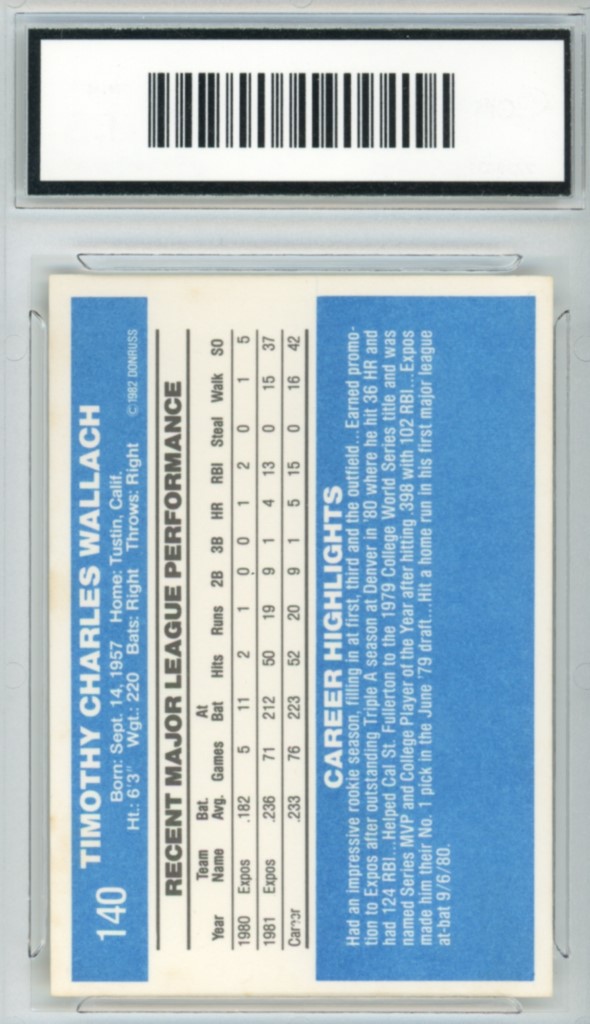 140
TIMOTHY CHARLES WALLACH
Born: Sept. 14, 1957 Home: Tustin, Calif.
Ht.: 6'3" Wgt.: 220 Bats: Right Throws: Right
© 1982 DONRUSS
RECENT MAJOR LEAGUE PERFORMANCE
Year Team Name Bat. Avg. Games At Bat Hits Runs 2B 3B HR RBI Steal Walk SO
1980 Expos .182 5 11 2 1 0 0 1 2 0 1 5
1981 Expos .236 71 212 50 19 9 1 4 13 0 15 37
Career .233 76 223 52 20 9 1 5 15 0 16 42
CAREER HIGHLIGHTS
Had an impressive rookie season, filling in at first, third and the outfield...Earned promo-
tion to Expos after outstanding Triple A season at Denver in '80 where he hit 36 HR and
had 124 RBI...Helped Cal St. Fullerton to the 1979 College World Series title and was
named Series MVP and College Player of the Year after hitting .398 with 102 RBI...Expos
made him their No. 1 pick in the June '79 draft...Hit a home run in his first major league
at-bat 9/6/80.